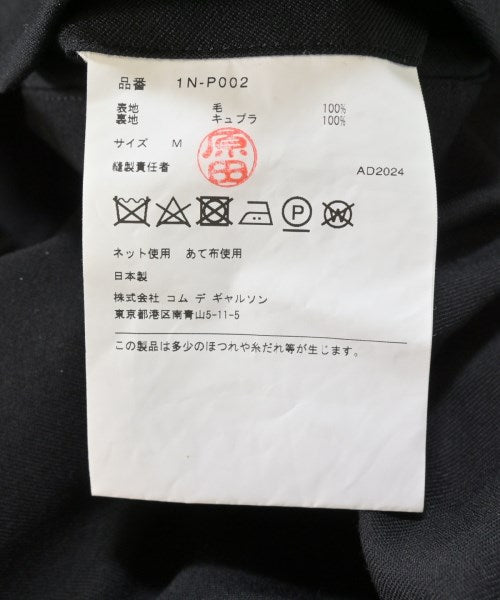 品番 1N-P002
表地 毛 100%
裏地 キュプラ 100%
サイズ M
縫製責任者 原田 AD2024
P W
ネット使用 あて布使用
日本製
株式会社 コム デ ギャルソン
東京都港区南青山5-11-5
この製品は多少のほつれや糸だれ等が生じます。